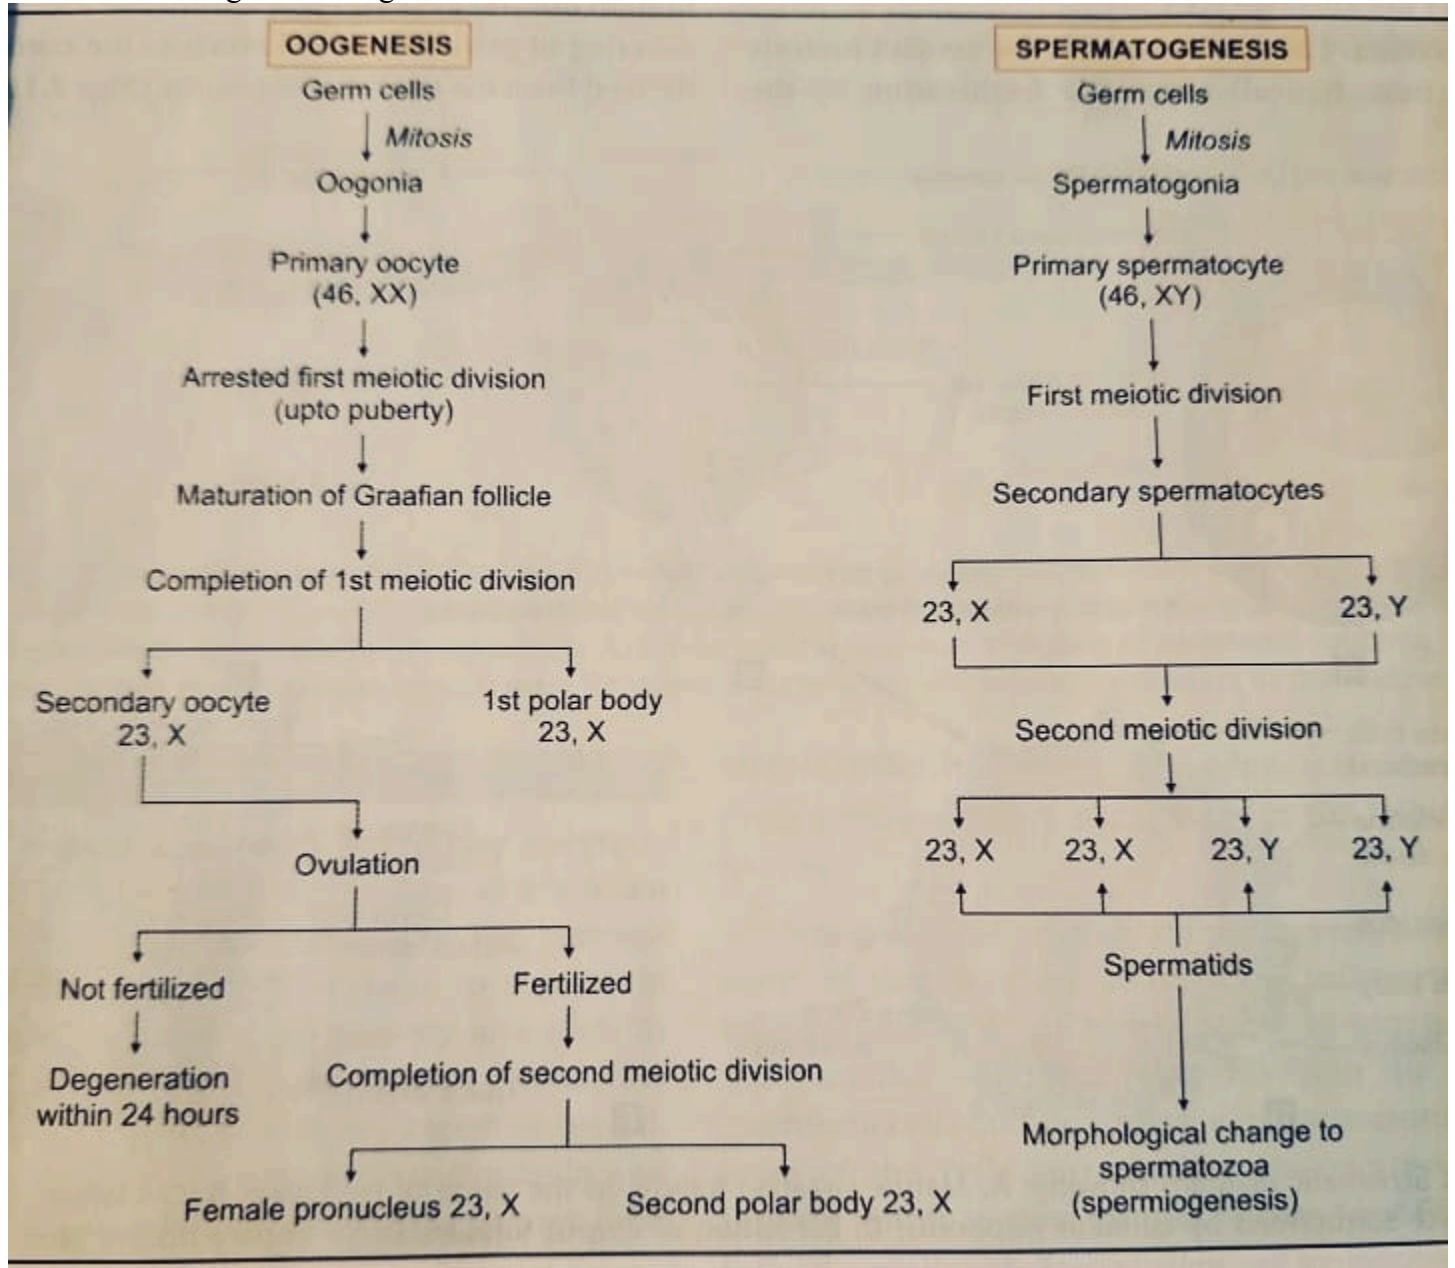 OOGENESIS
Germ cells
Mitosis
Oogonia
Primary oocyte
(46, XX)
Arrested first meiotic division
(upto puberty)
Maturation of Graafian follicle
Completion of 1st meiotic division
Secondary oocyte
23, X
1st polar body
23, X
Ovulation
Not fertilized
Degeneration
within 24 hours
Fertilized
Completion of second meiotic division
Female pronucleus 23, X
Second polar body 23, X
SPERMATOGENESIS
Germ cells
Mitosis
Spermatogonia
Primary spermatocyte
(46, XY)
First meiotic division
Secondary spermatocytes
23, X
23, Y
Second meiotic division
23, X
23, X
23, Y
23, Y
Spermatids
Morphological change to
spermatozoa
(spermiogenesis)